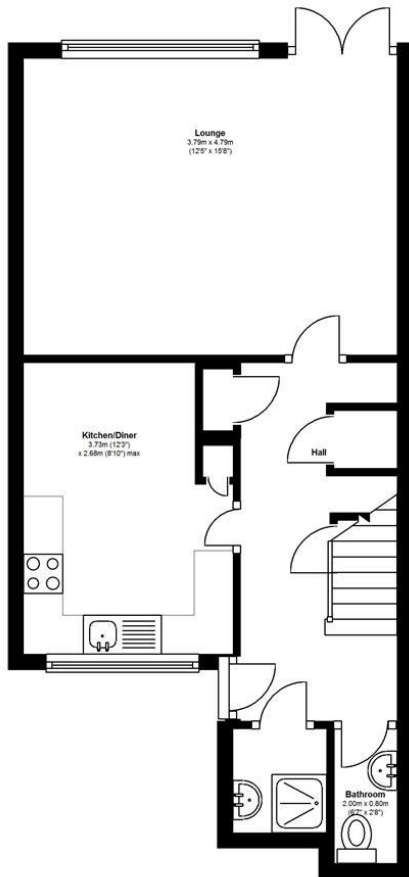 Lounge
3.79m x 4.79m
(12'5" x 15'8")
Kitchen/Diner
3.73m (12'3")
x 2.68m (8'10") max
Hall
Bathroom
2.00m x 0.80m
(6'7" x 2'8")